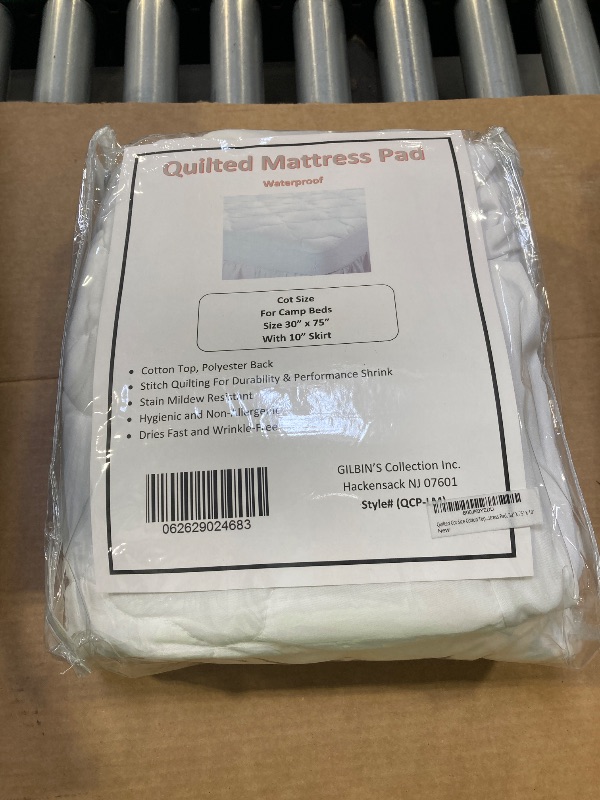 Quilted Mattress Pad
Waterproof
Cot Size
For Camp Beds
Size 30" x 75"
With 10" Skirt
• Cotton Top, Polyester Back
• Stitch Quilting For Durability & Performance Shrink
• Stain Mildew Resistant
• Hygienic and Non-Allergenic
• Dries Fast and Wrinkle-Free
GILBIN'S Collection Inc.
Hackensack NJ 07601
Style# (QCP-LM)
062629024683